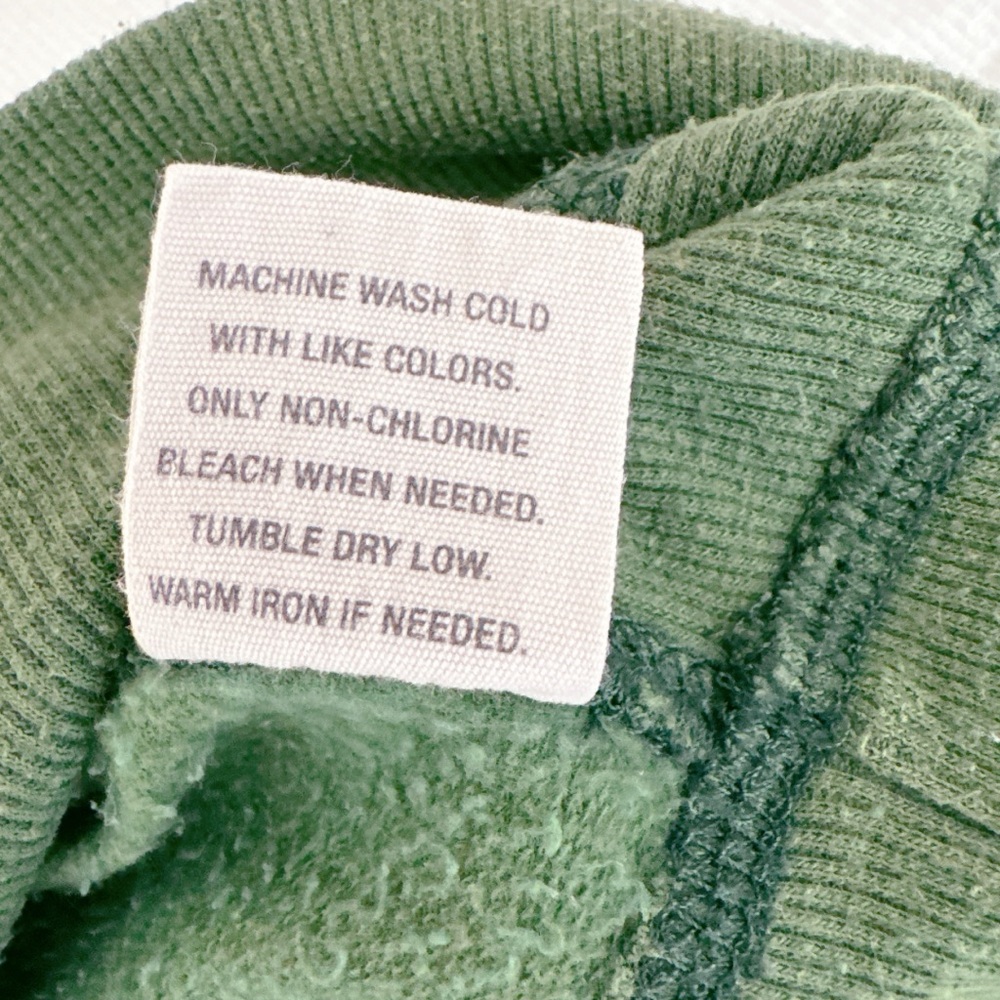 MACHINE WASH COLD
WITH LIKE COLORS.
ONLY NON-CHLORINE
BLEACH WHEN NEEDED.
TUMBLE DRY LOW.
WARM IRON IF NEEDED.